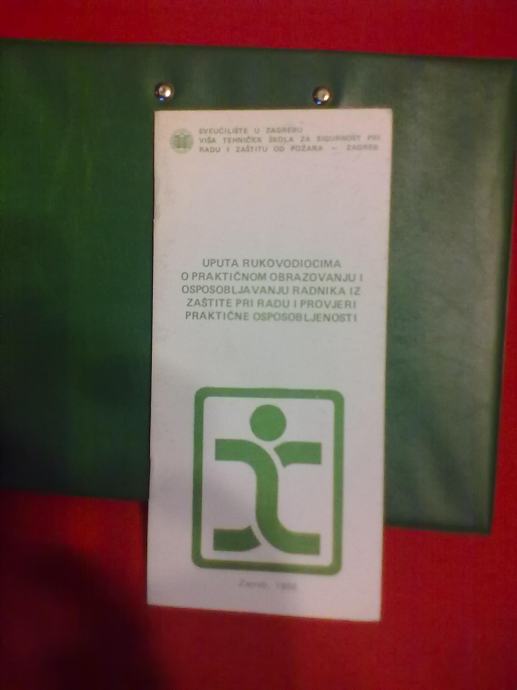 SVEUČILIŠTE U ZAGREBU
VIŠA TEHNIČKA ŠKOLA ZA SIGURNOST PRI
RADU I ZAŠTITU OD POŽARA — ZAGREB
UPUTA RUKOVODIOCIMA
O PRAKTIČNOM OBRAZOVANJU I
OSPOSOBLJAVANJU RADNIKA IZ
ZAŠTITE PRI RADU I PROVJERI
PRAKTIČNE OSPOSOBLJENOSTI
Zagreb,